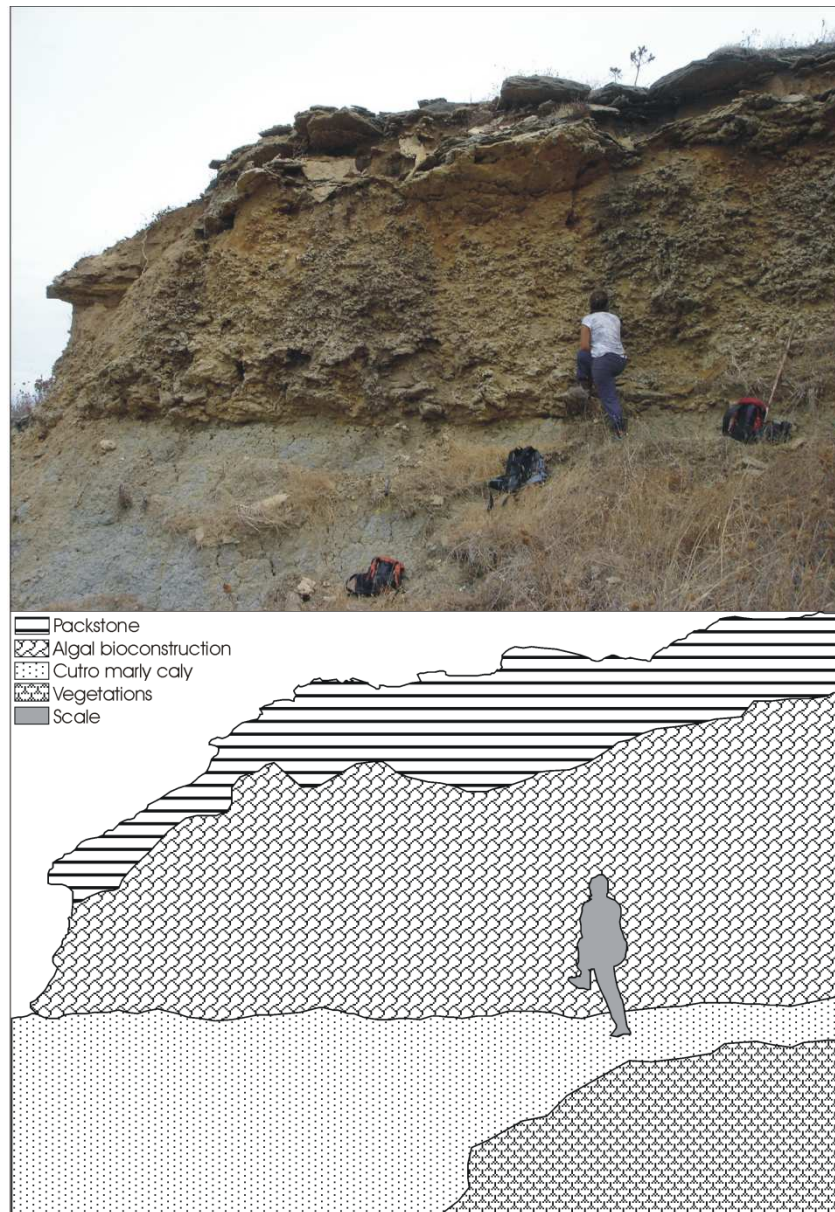 Packstone
Algal bioconstruction
Cutro marly caly
Vegetations
Scale